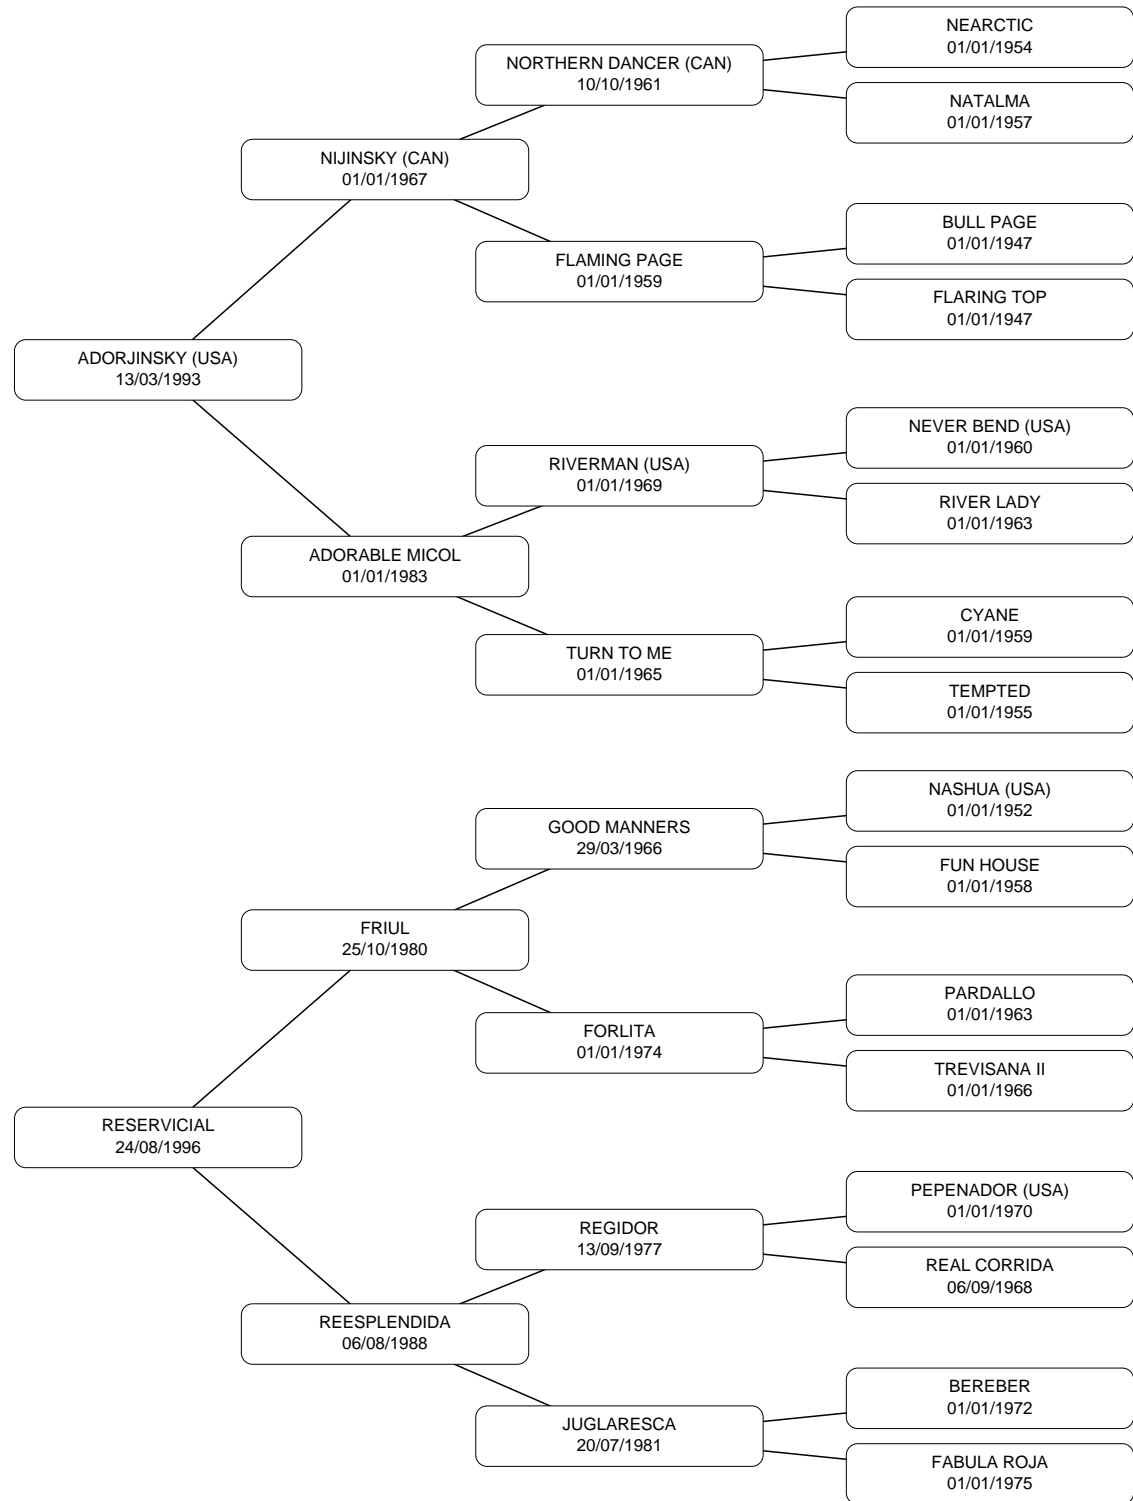 NEARCTIC
01/01/1954
NORTHERN DANCER (CAN)
10/10/1961
NATALMA
01/01/1957
NIJINSKY (CAN)
01/01/1967
BULL PAGE
01/01/1947
FLAMING PAGE
01/01/1959
FLARING TOP
01/01/1947
ADORJINSKY (USA)
13/03/1993
NEVER BEND (USA)
01/01/1960
RIVERMAN (USA)
01/01/1969
RIVER LADY
01/01/1963
ADORABLE MICOL
01/01/1983
CYANE
01/01/1959
TURN TO ME
01/01/1965
TEMPTED
01/01/1955
NASHUA (USA)
01/01/1952
GOOD MANNERS
29/03/1966
FUN HOUSE
01/01/1958
FRIUL
25/10/1980
PARDALLO
01/01/1963
FORLITA
01/01/1974
TREVISANA II
01/01/1966
RESERVICIAL
24/08/1996
PEPENADOR (USA)
01/01/1970
REGIDOR
13/09/1977
REAL CORRIDA
06/09/1968
REESPLENDIDA
06/08/1988
BEREBER
01/01/1972
JUGLARESCA
20/07/1981
FABULA ROJA
01/01/1975